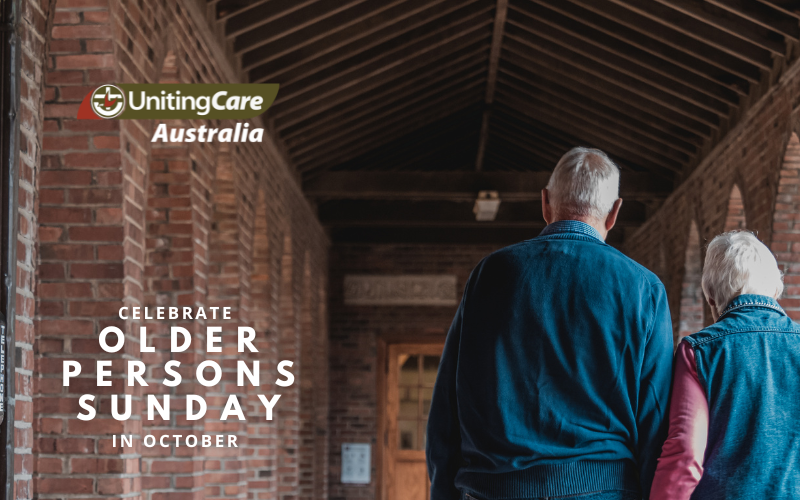 UnitingCare
Australia
CELEBRATE
OLDER
PERSONS
SUNDAY
IN OCTOBER